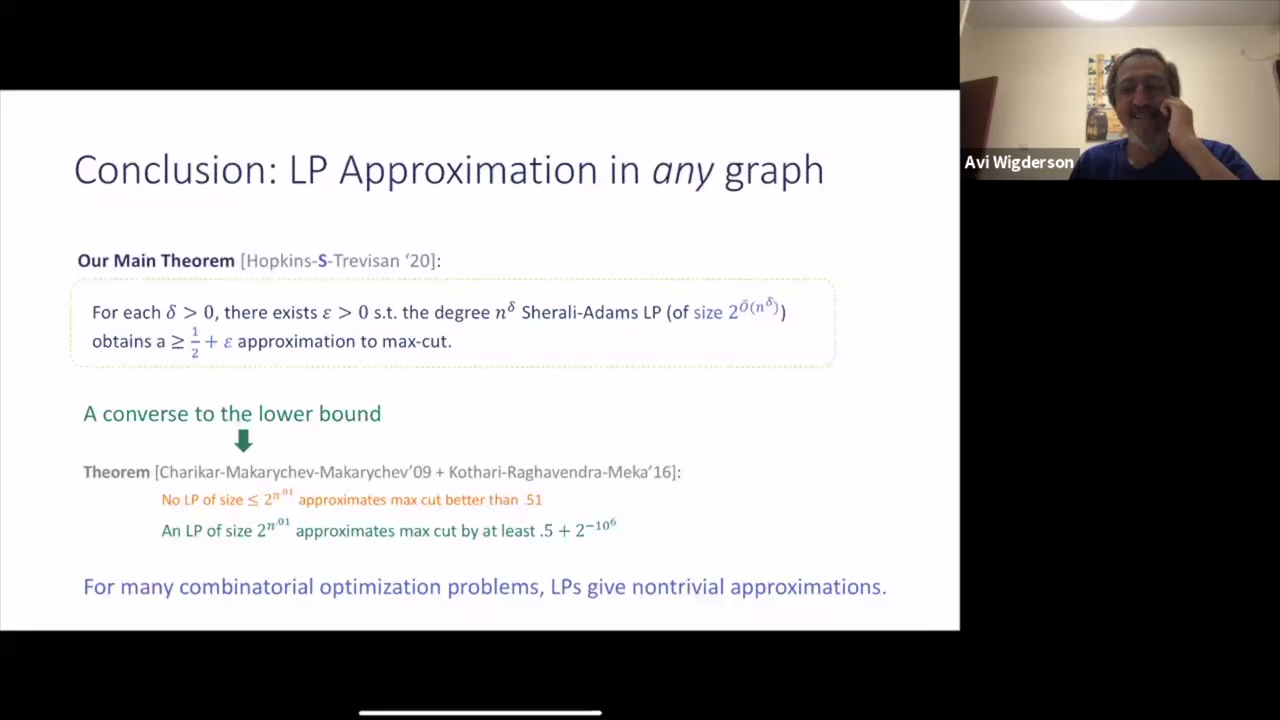 Conclusion: LP Approximation in any graph
Avi Wigderson
Our Main Theorem [Hopkins-S-Trevisan ‘20]:
For each δ > 0, there exists ε > 0 s.t. the degree n^δ Sherali-Adams LP (of size 2^{Õ(n^δ)})
obtains a ≥ 1/2 + ε approximation to max-cut.
A converse to the lower bound
Theorem [Charikar-Makarychev-Makarychev’09 + Kothari-Raghavendra-Meka’16]:
No LP of size ≤ 2^{n^{.01}} approximates max cut better than .51
An LP of size 2^{n^{.01}} approximates max cut by at least .5 + 2^{−10^6}
For many combinatorial optimization problems, LPs give nontrivial approximations.